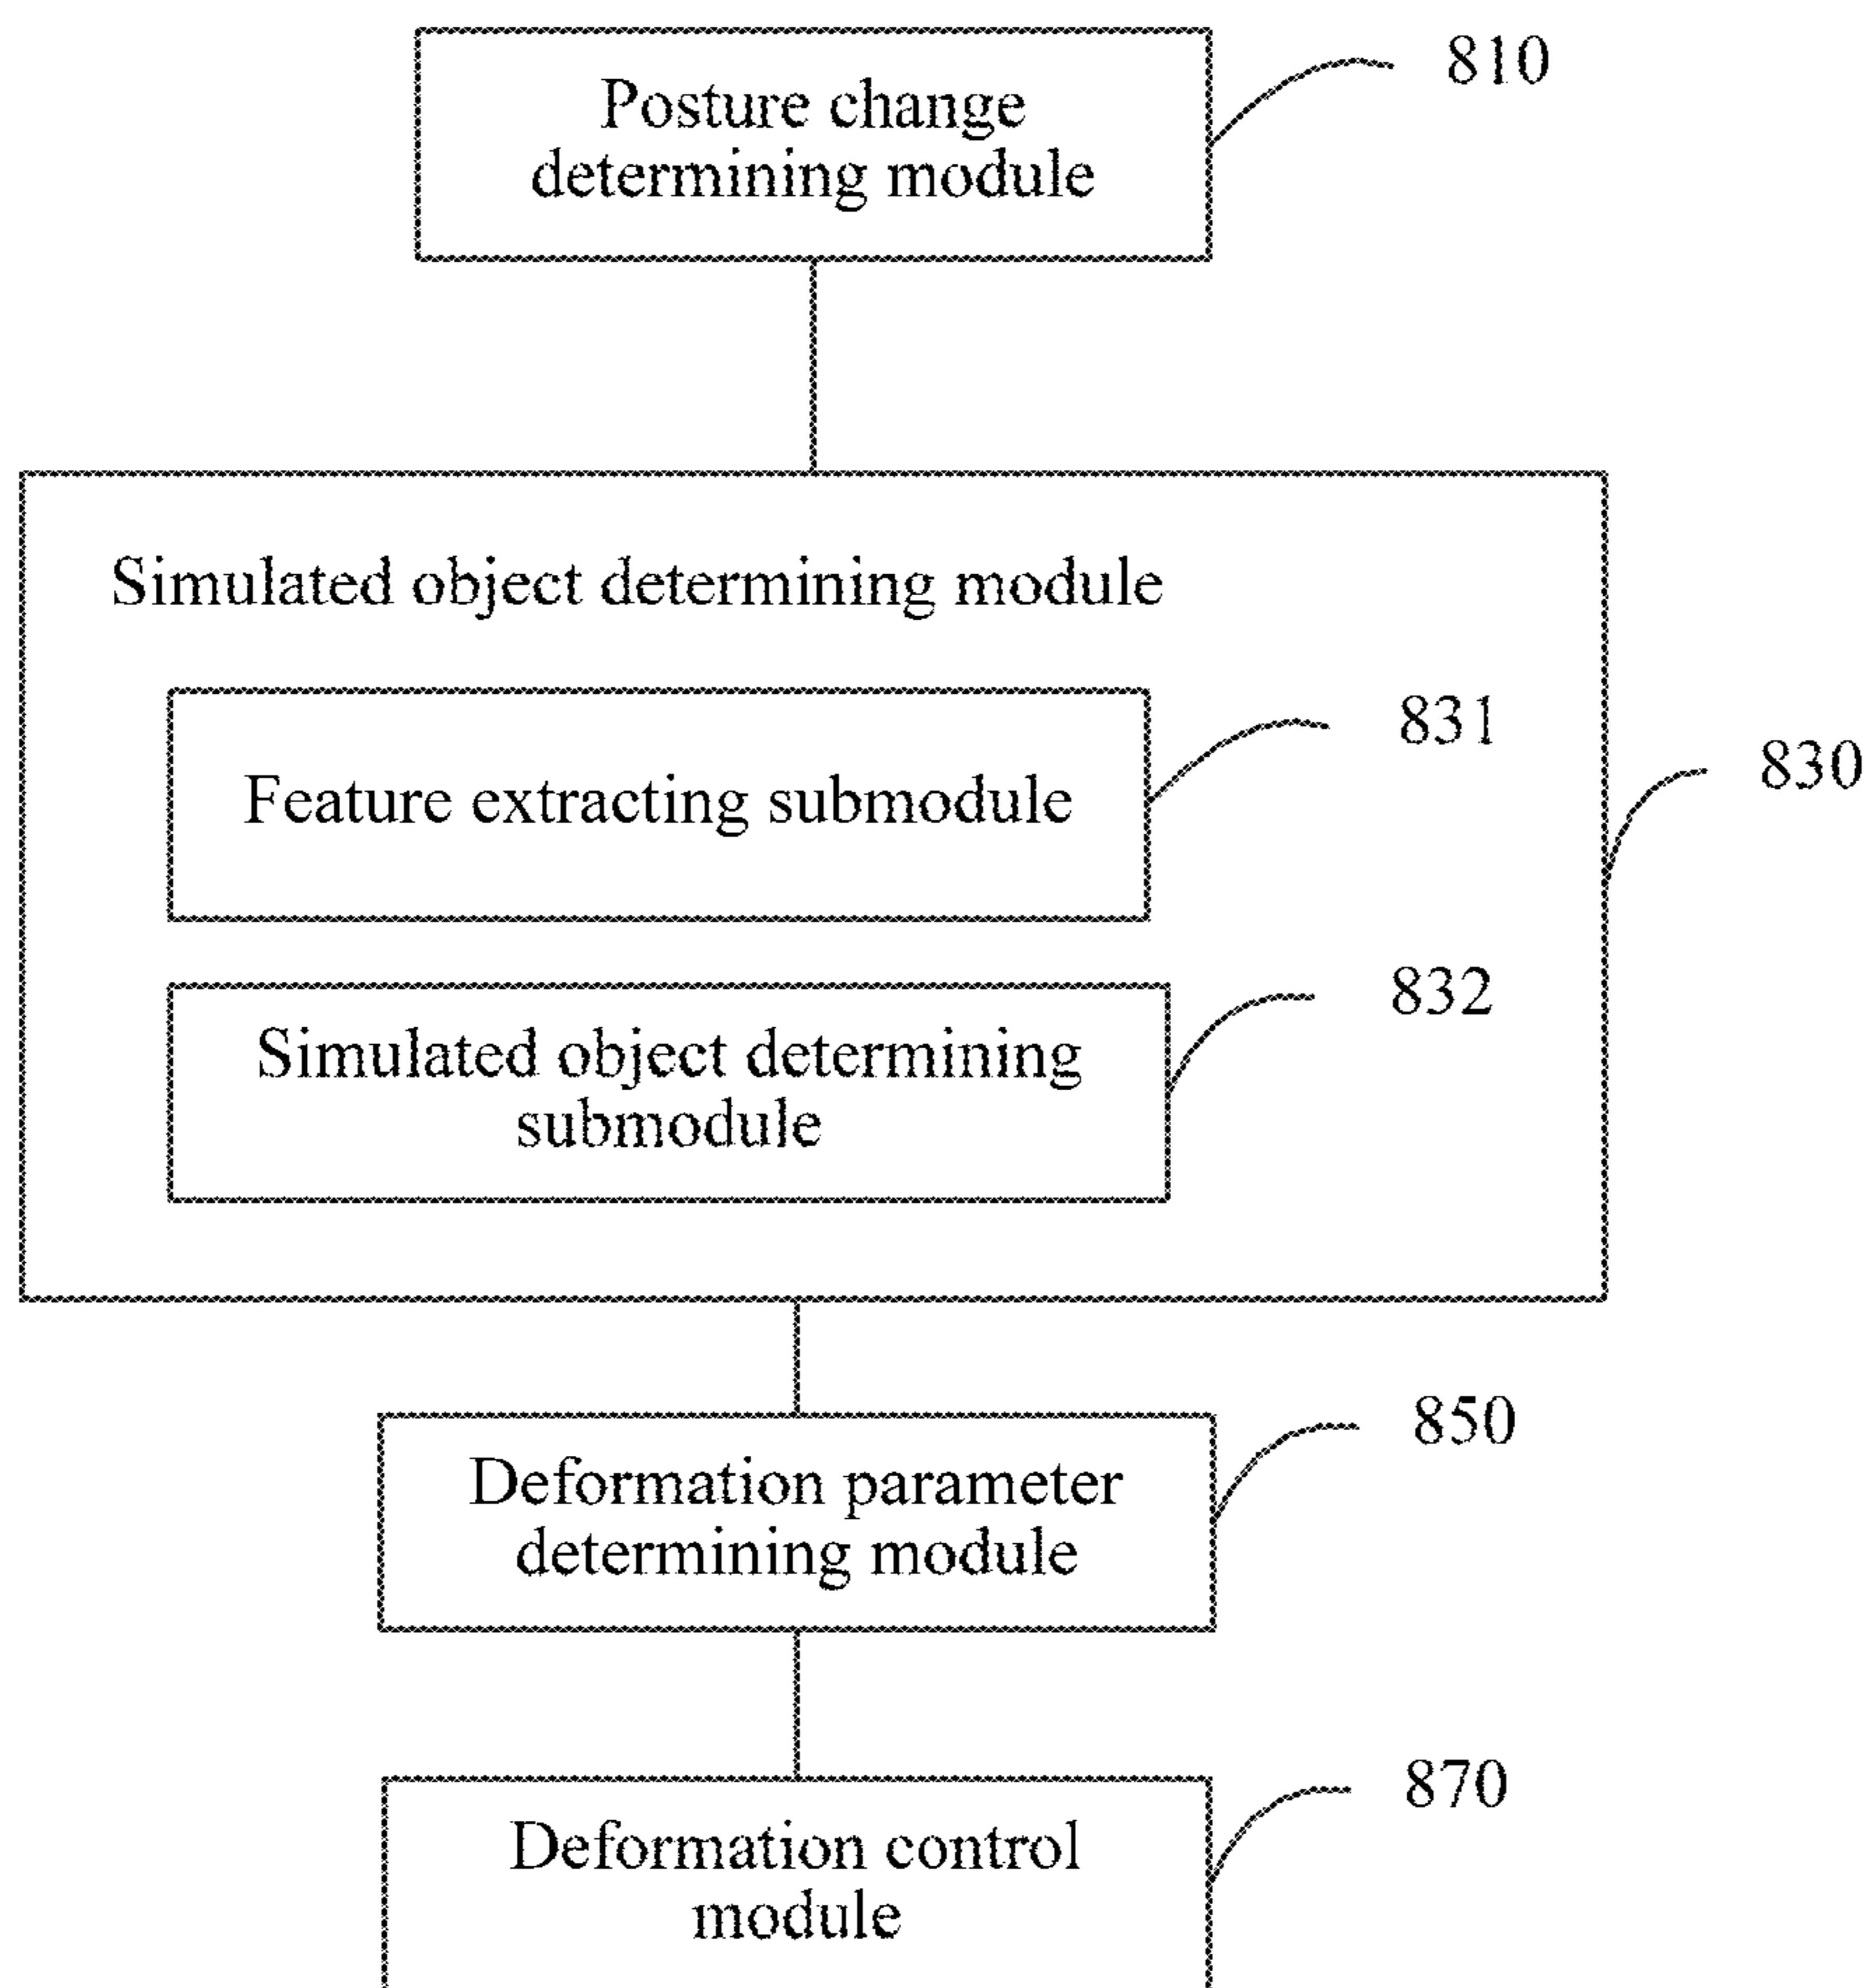 Posture change
determining module
810
Simulated object determining module
Feature extracting submodule
831
830
Simulated object determining
submodule
832
Deformation parameter
determining module
850
Deformation control
module
870